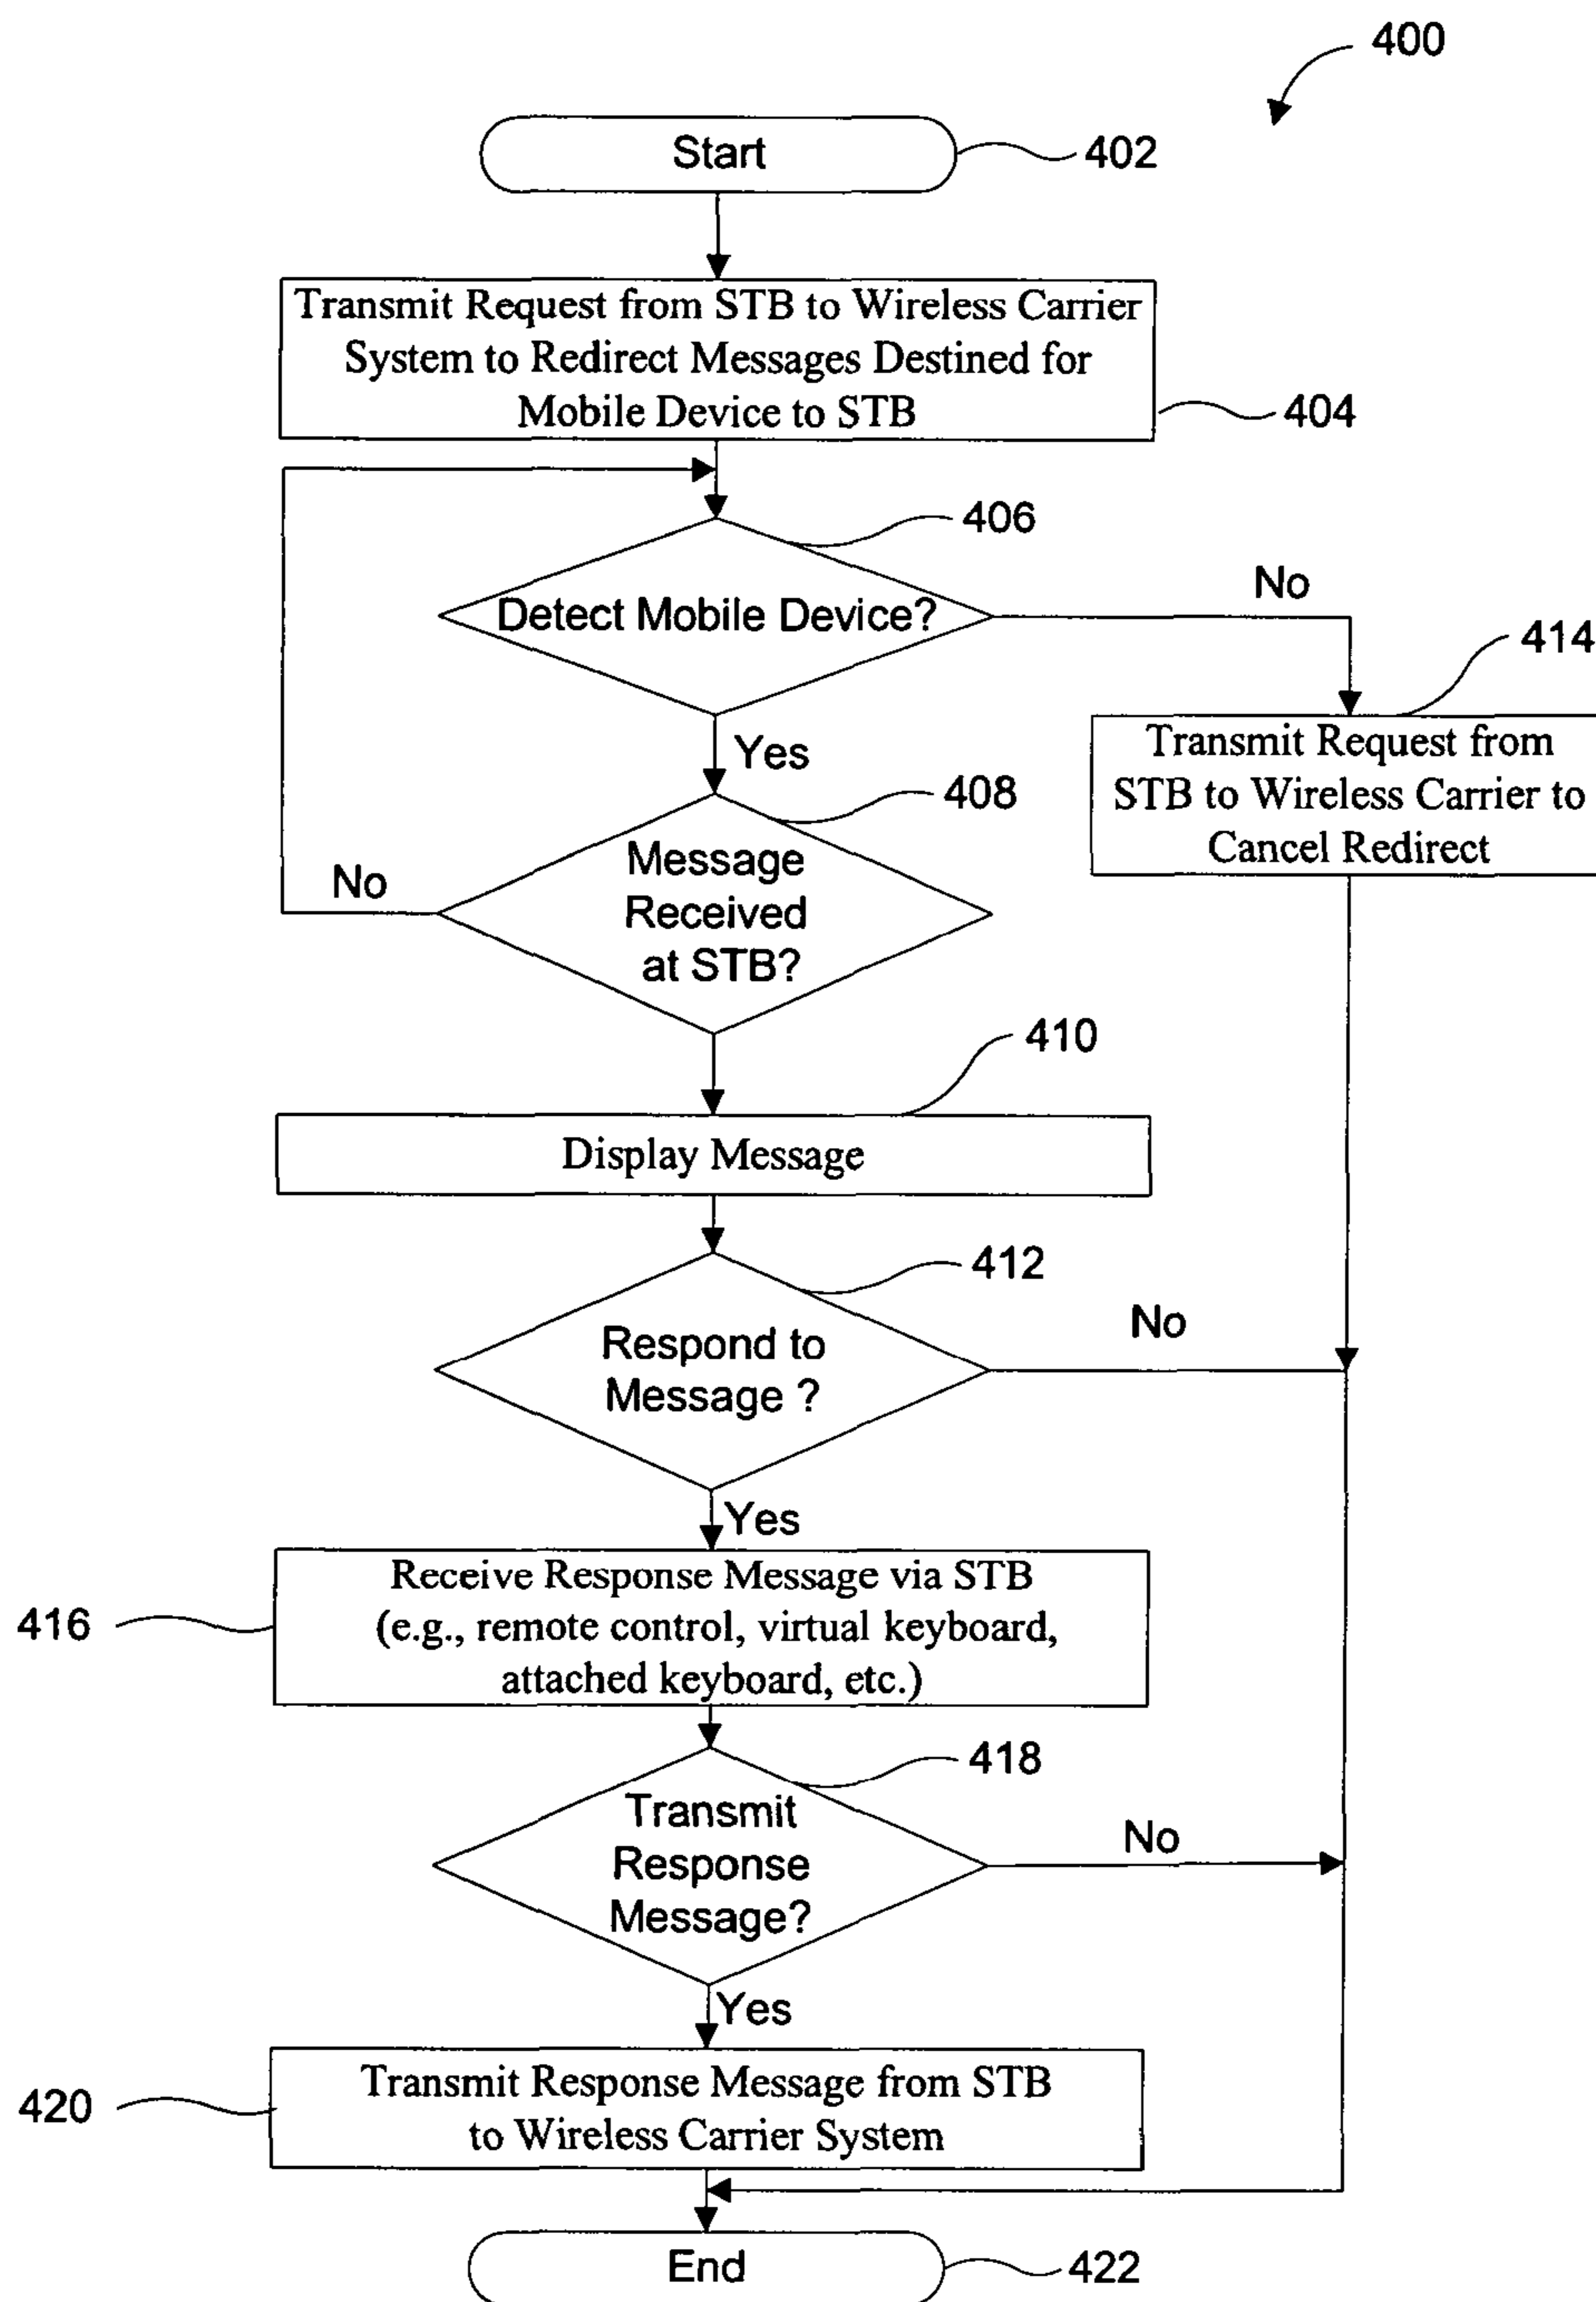 400
Start
402
Transmit Request from STB to Wireless Carrier
System to Redirect Messages Destined for
Mobile Device to STB
404
406
Detect Mobile Device?
No
414
Yes
Transmit Request from
STB to Wireless Carrier to
Cancel Redirect
408
Message
Received
at STB?
No
410
Display Message
412
Respond to
Message ?
No
Yes
416
Receive Response Message via STB
(e.g., remote control, virtual keyboard,
attached keyboard, etc.)
418
Transmit
Response
Message?
No
Yes
420
Transmit Response Message from STB
to Wireless Carrier System
End
422